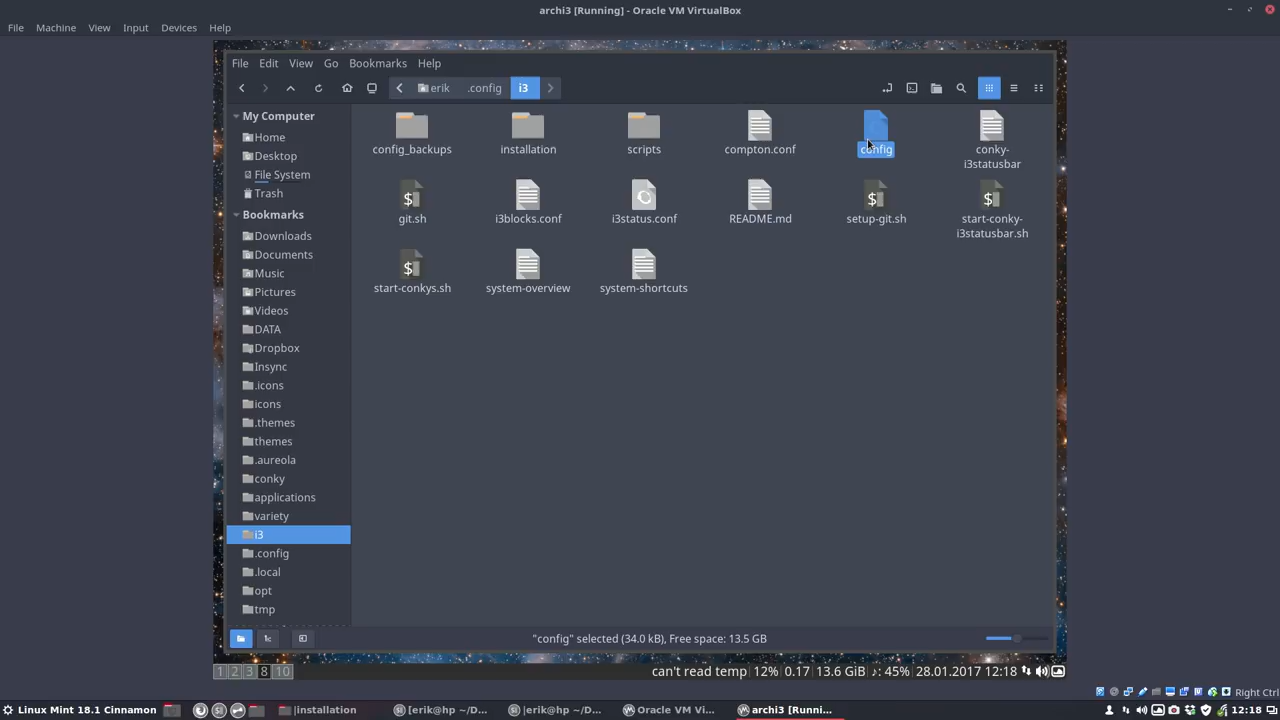 archi3 [Running] - Oracle VM VirtualBox
File Machine View Input Devices Help
File Edit View Go Bookmarks Help
erik .config i3
My Computer
Home
Desktop
File System
Trash
Bookmarks
Downloads
Documents
Music
Pictures
Videos
DATA
Dropbox
Insync
.icons
icons
.themes
themes
.aureola
conky
applications
variety
i3
.config
.local
opt
tmp
config_backups
installation
scripts
compton.conf
config
conky-
i3statusbar
git.sh
i3blocks.conf
i3status.conf
README.md
setup-git.sh
start-conky-
i3statusbar.sh
start-conkys.sh
system-overview
system-shortcuts
"config" selected (34.0 kB), Free space: 13.5 GB
1 2 3 8 10
can't read temp 12% 0.17 13.6 GiB ♪: 45% 28.01.2017 12:18
Right Ctrl
Linux Mint 18.1 Cinnamon
|installation
[erik@hp ~/D...
|erik@hp ~/D...
Oracle VM Vi...
archi3 [Runni...
12:18